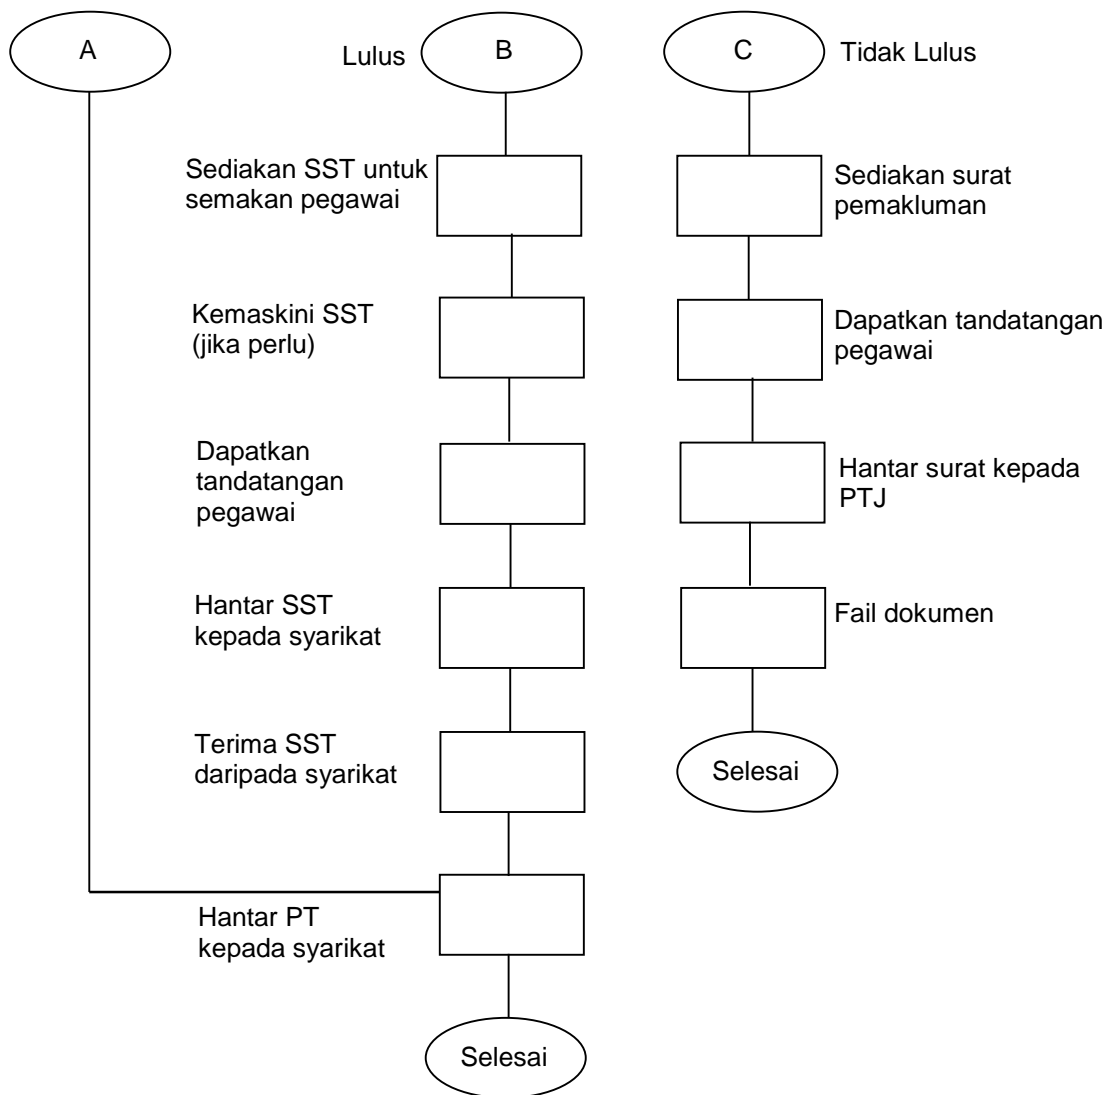 A
Lulus
B
C
Tidak Lulus
Sediakan SST untuk
semakan pegawai
Sediakan surat
pemakluman
Kemaskini SST
(jika perlu)
Dapatkan tandatangan
pegawai
Dapatkan
tandatangan
pegawai
Hantar surat kepada
PTJ
Hantar SST
kepada syarikat
Fail dokumen
Terima SST
daripada syarikat
Selesai
Hantar PT
kepada syarikat
Selesai